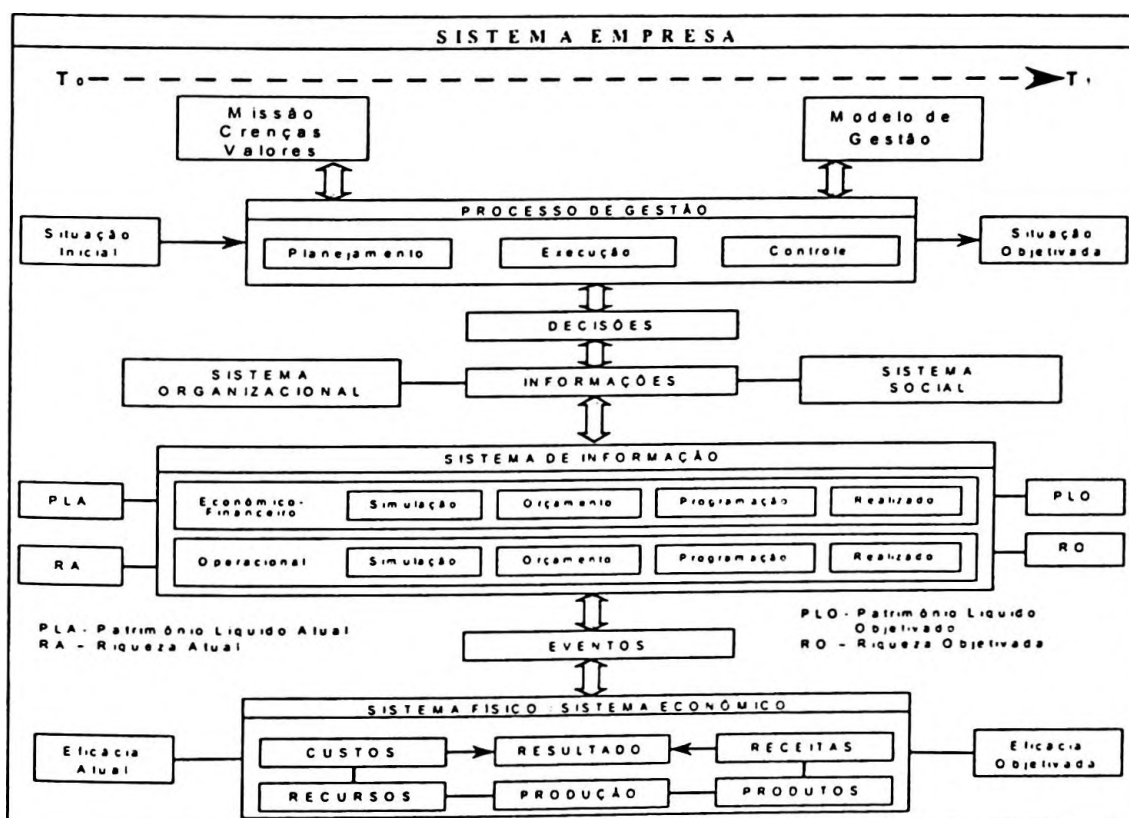 SISTEMA EMPRESA
T 0
T 1
Missão
Crenças
Valores
Modelo de
Gestão
PROCESSO DE GESTÃO
Situação
Inicial
Planejamento
Execução
Controle
Situação
Objetivada
DECISÕES
SISTEMA
ORGANIZACIONAL
INFORMAÇÕES
SISTEMA
SOCIAL
SISTEMA DE INFORMAÇÃO
PLA
Econômico-
Financeiro
Simulação
Orçamento
Programação
Realizado
PLO
RA
Operacional
Simulação
Orçamento
Programação
Realizado
RO
PLA - Patrimônio Líquido Atual
RA – Riqueza Atual
PLO - Patrimônio Líquido
Objetivado
RO – Riqueza Objetivada
EVENTOS
SISTEMA FÍSICO : SISTEMA ECONÔMICO
Eficácia
Atual
CUSTOS
RESULTADO
RECEITAS
RECURSOS
PRODUÇÃO
PRODUTOS
Eficácia
Objetivada